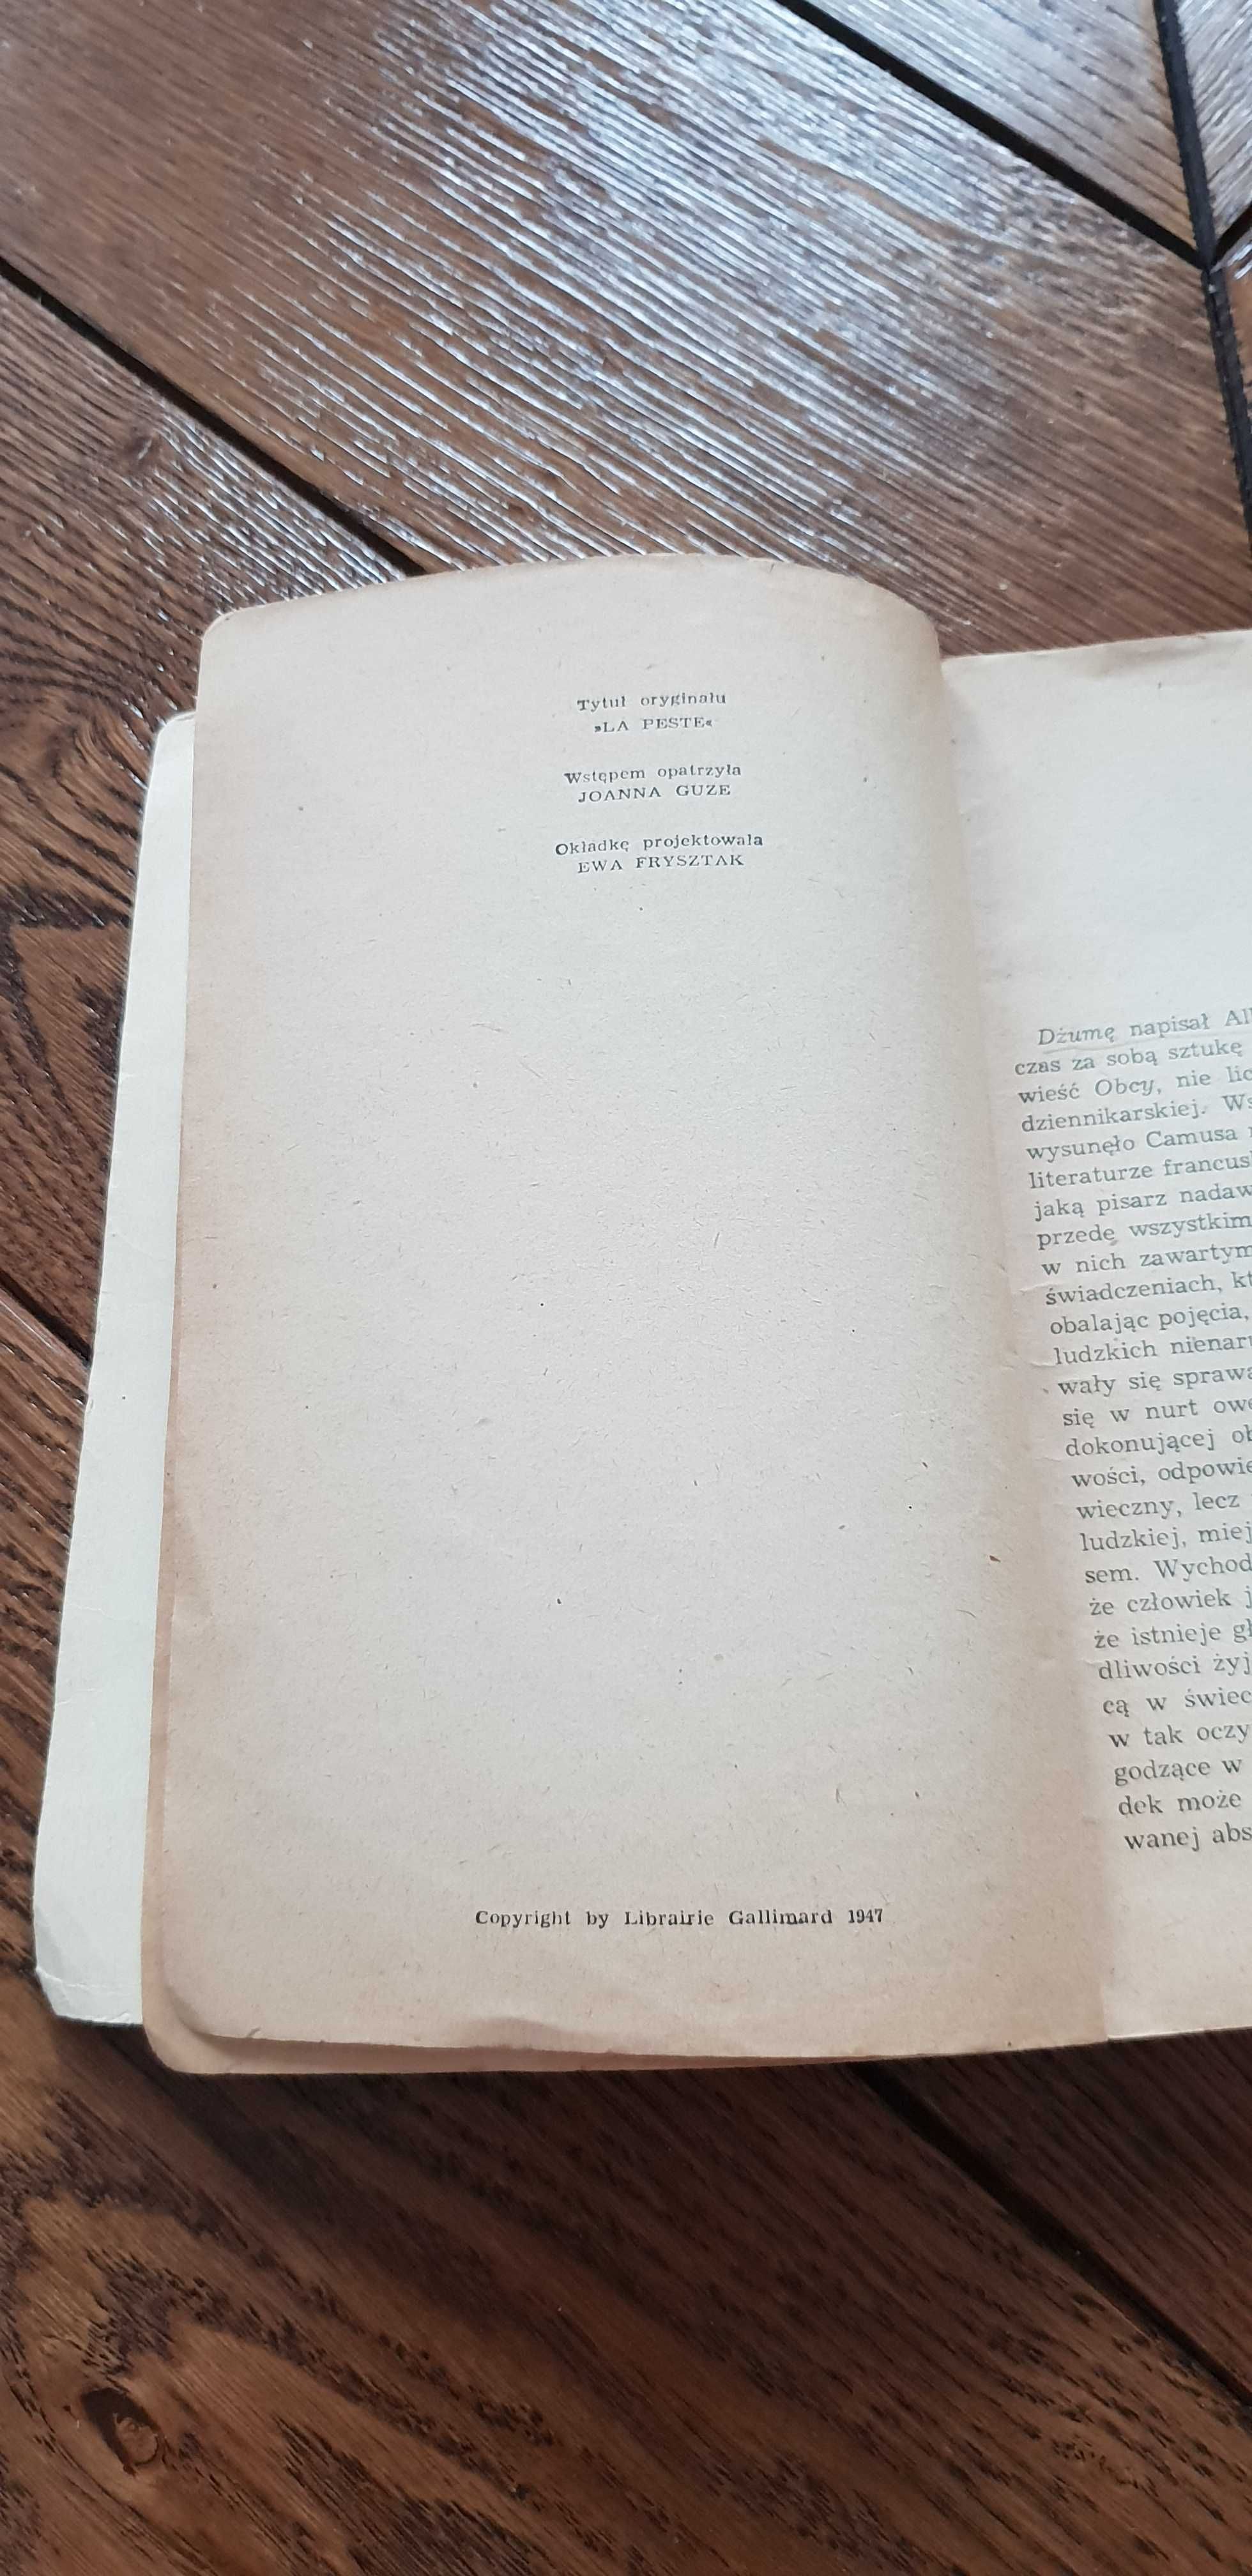 Tytuł oryginału
»LA PESTE«
Wstępem opatrzyła
JOANNA GUZE
Okładkę projektowała
EWA FRYSZTAK
Copyright by Librairie Gallimard 1947
Dżumę napisał
czas za sobą sztukę
wieść Obcy, nie
dziennikarskiej.
wysunęło Camusa
literaturze
jaką pisarz
przede wszystkim
w nich zawartym
świadczeniach,
obalając pojęcia,
ludzkich
wały się
się w nurt
dokonującej
wości,
wieczny, lecz
ludzkiej,
sem.
że człowiek
że istnieje
dliwości
cą w
w tak
godzące w
dek może
wanej